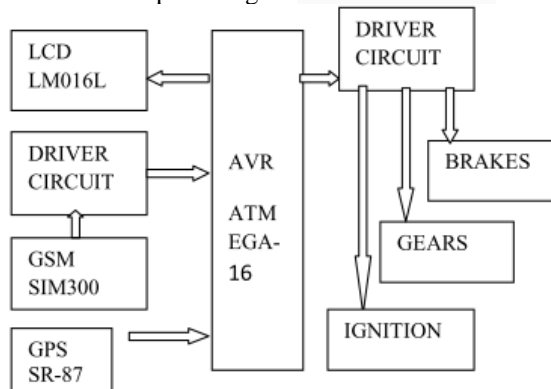 LCD
LM016L
DRIVER
CIRCUIT
GSM
SIM300
GPS
SR-87
AVR
ATM
EGA-
16
DRIVER
CIRCUIT
BRAKES
GEARS
IGNITION